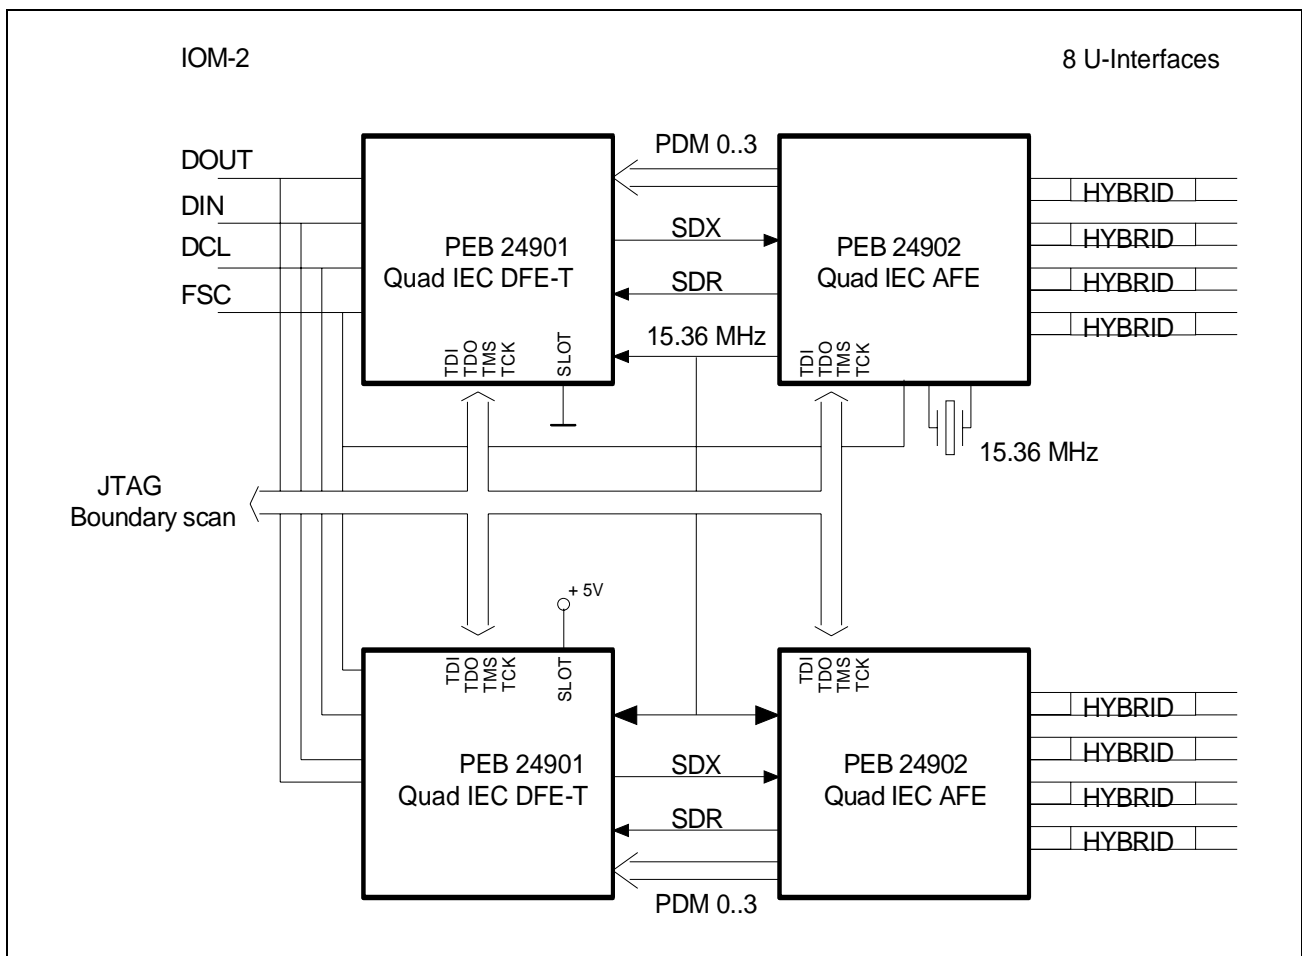 IOM-2
8 U-Interfaces
DOUT
DIN
DCL
FSC
PEB 24901
Quad IEC DFE-T
TDI
TDO
TMS
TCK
SLOT
PDM 0..3
SDX
SDR
15.36 MHz
PEB 24902
Quad IEC AFE
TDI
TDO
TMS
TCK
HYBRID
HYBRID
HYBRID
HYBRID
15.36 MHz
JTAG
Boundary scan
+ 5V
TDI
TDO
TMS
TCK
SLOT
PEB 24901
Quad IEC DFE-T
SDX
SDR
PDM 0..3
TDI
TDO
TMS
TCK
PEB 24902
Quad IEC AFE
HYBRID
HYBRID
HYBRID
HYBRID